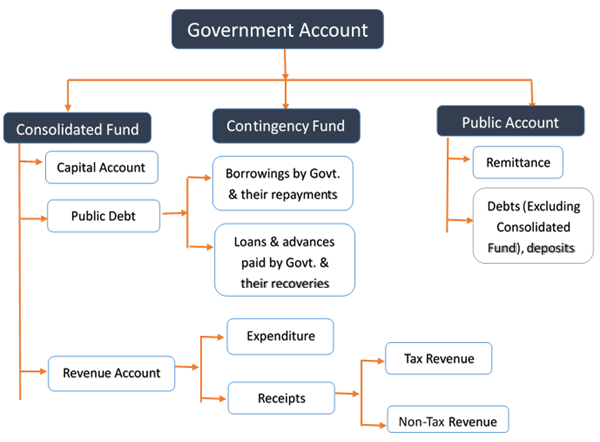 Government Account
Consolidated Fund
Contingency Fund
Public Account
Capital Account
Borrowings by Govt.
& their repayments
Remittance
Public Debt
Debts (Excluding
Consolidated
Fund), deposits
Loans & advances
paid by Govt. &
their recoveries
Revenue Account
Expenditure
Receipts
Tax Revenue
Non-Tax Revenue